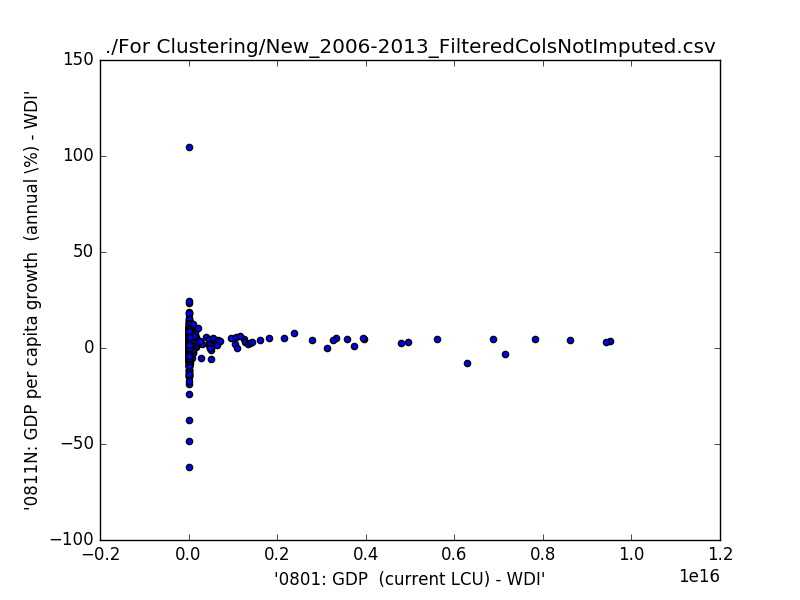 ./For Clustering/New_2006-2013_FilteredColsNotImputed.csv
150
100
50
0
−50
−100
'0811N: GDP per capita growth  (annual \%) - WDI'
−0.2 0.0 0.2 0.4 0.6 0.8 1.0 1.2
1e16
'0801: GDP  (current LCU) - WDI'